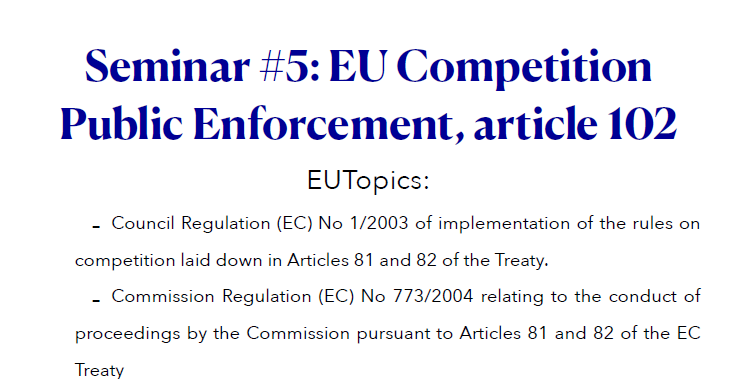 Seminar #5: EU Competition
Public Enforcement, article 102
EUTopics:
- Council Regulation (EC) No 1/2003 of implementation of the rules on
competition laid down in Articles 81 and 82 of the Treaty.
- Commission Regulation (EC) No 773/2004 relating to the conduct of
proceedings by the Commission pursuant to Articles 81 and 82 of the EC
Treaty